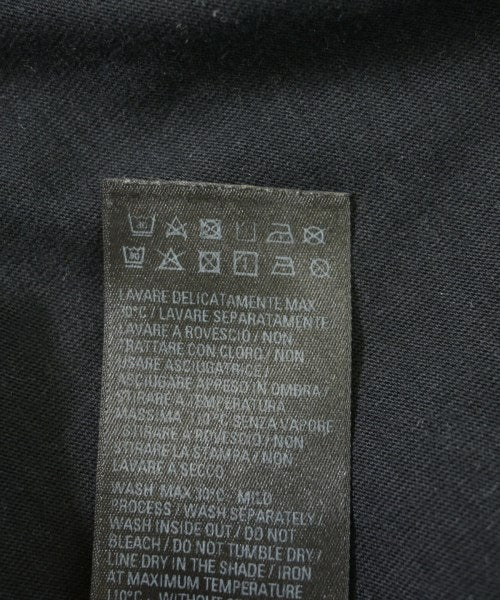 LAVARE DELICATAMENTE MAX
30°C / LAVARE SEPARATAMENTE /
LAVARE A ROVESCIO / NON
TRATTARE CON CLORO / NON
USARE ASCIUGATRICE /
ASCIUGARE APPESO IN OMBRA /
STIRARE A TEMPERATURA
MASSIMA 110°C SENZA VAPORE
/ STIRARE A ROVESCIO / NON
STIRARE LA STAMPA / NON
LAVARE A SECCO
WASH MAX 30°C - MILD
PROCESS / WASH SEPARATELY /
WASH INSIDE OUT / DO NOT
BLEACH / DO NOT TUMBLE DRY /
LINE DRY IN THE SHADE / IRON
AT MAXIMUM TEMPERATURE
110°C WITHOUT